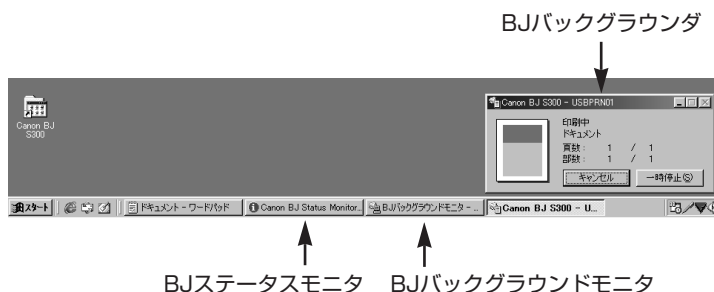 BJバックグラウンダ
Canon BJ S300 - USBPRN01
印刷中
ドキュメント
頁数: 1 / 1
部数: 1 / 1
キャンセル 一時停止(S)
Canon BJ
S300
スタート ドキュメント - ワードパッド Canon BJ Status Monitor... BJバックグラウンドモニタ - ... Canon BJ S300 - U...
BJステータスモニタ BJバックグラウンドモニタ